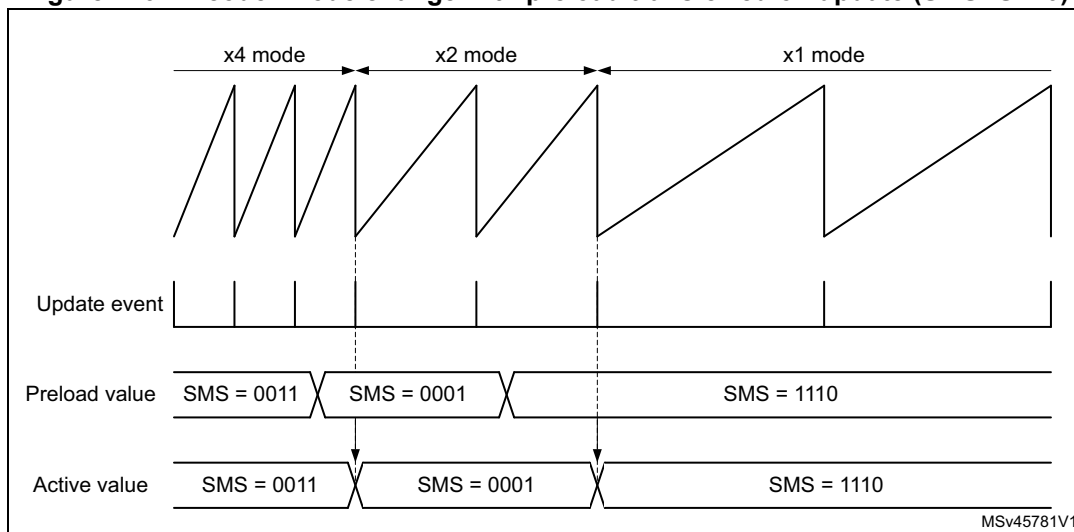 x4 mode x2 mode x1 mode
Update event
Preload value SMS = 0011 SMS = 0001 SMS = 1110
Active value SMS = 0011 SMS = 0001 SMS = 1110
MSv45781V1